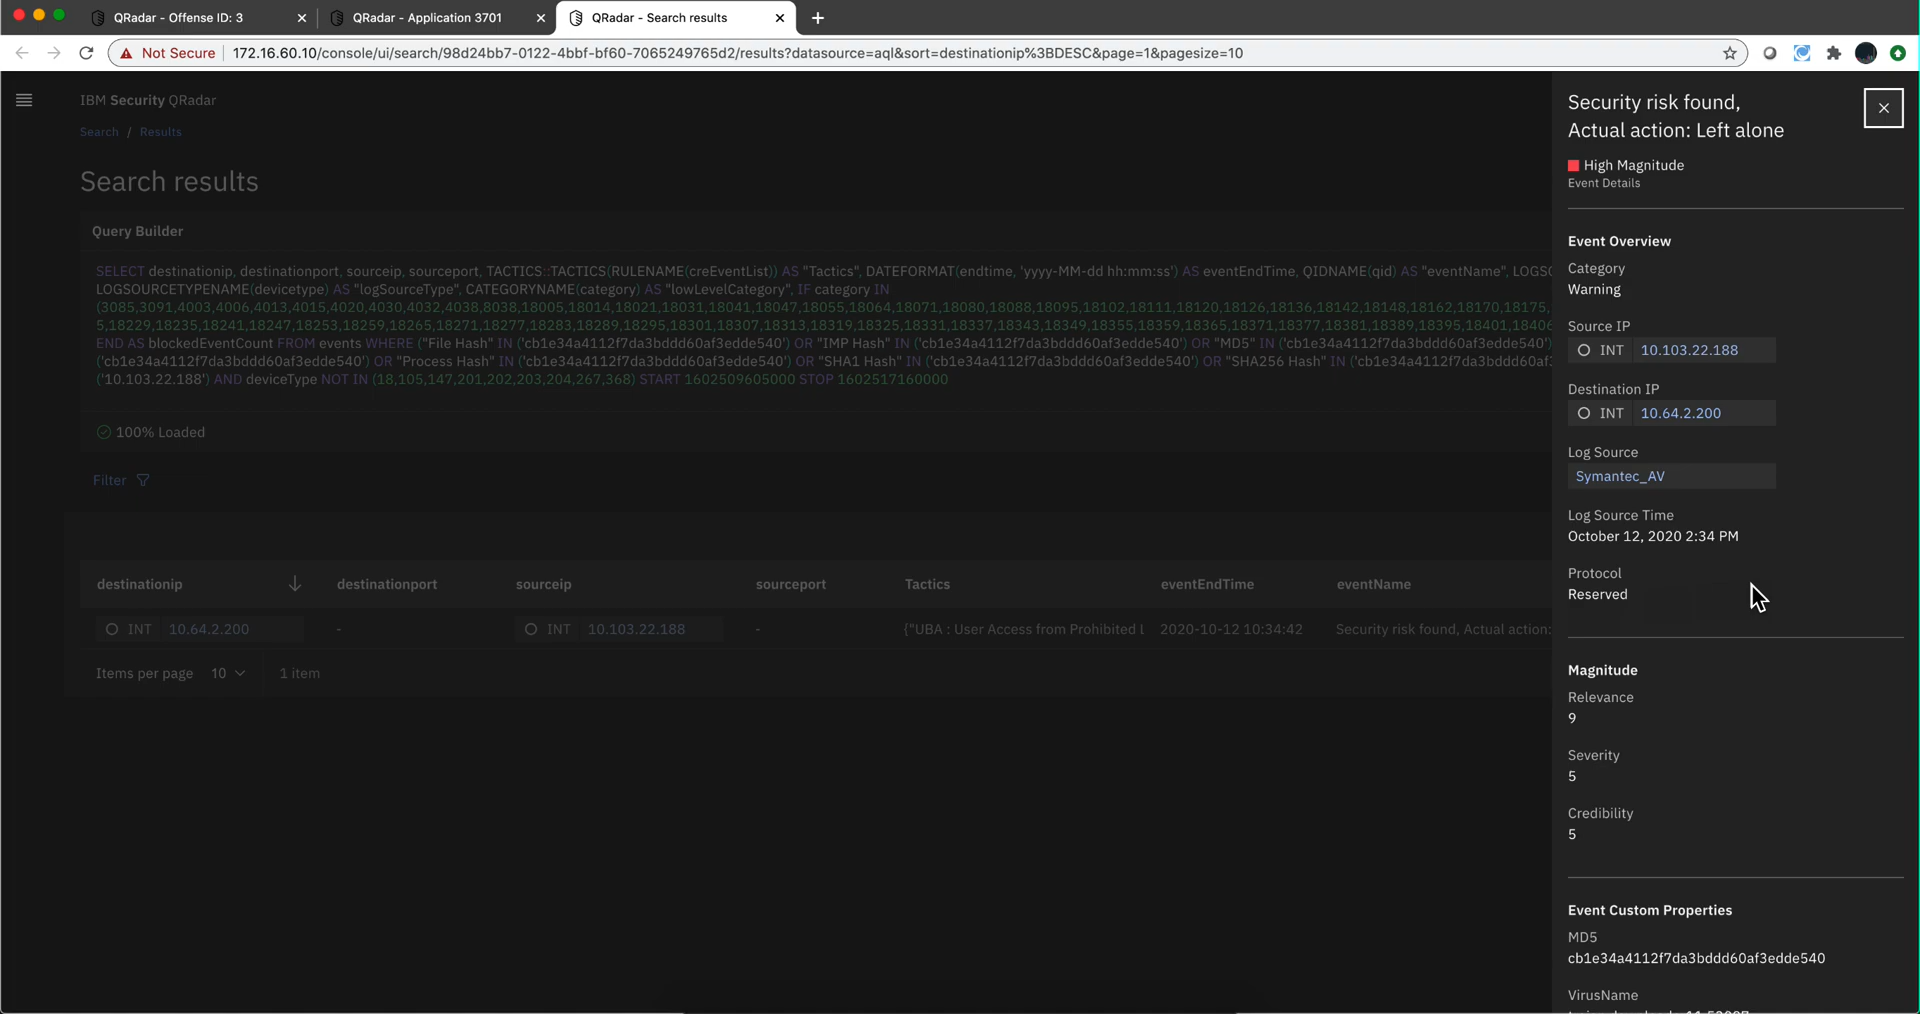 QRadar - Offense ID: 3
QRadar - Application 3701
QRadar - Search results
Not Secure
172.16.60.10/console/ui/search/98d24bb7-0122-4bbf-bf60-7065249765d2/results?datasource=aql&sort=destinationip%3BDESC&page=1&pagesize=10
IBM Security QRadar
Search / Results
Search results
Query Builder
SELECT destinationip, destinationport, sourceip, sourceport, TACTICS::TACTICS(RULENAME(creEventList)) AS "Tactics", DATEFORMAT(endtime, 'yyyy-MM-dd hh:mm:ss') AS eventEndTime, QIDNAME(qid) AS "eventName", LOGSO
LOGSOURCETYPENAME(devicetype) AS "logSourceType", CATEGORYNAME(category) AS "lowLevelCategory", IF category IN
(3085,3091,4003,4006,4013,4015,4020,4030,4032,4038,8038,18005,18014,18021,18031,18041,18047,18055,18064,18071,18080,18088,18095,18102,18111,18120,18126,18136,18142,18148,18162,18170,18175,
5,18229,18235,18241,18247,18253,18259,18265,18271,18277,18283,18289,18295,18301,18307,18313,18319,18325,18331,18337,18343,18349,18355,18359,18365,18371,18377,18381,18389,18395,18401,18406
END AS blockedEventCount FROM events WHERE ("File Hash" IN ('cb1e34a4112f7da3bddd60af3edde540') OR "IMP Hash" IN ('cb1e34a4112f7da3bddd60af3edde540') OR "MD5" IN ('cb1e34a4112f7da3bddd60af3edde540')
('cb1e34a4112f7da3bddd60af3edde540') OR "Process Hash" IN ('cb1e34a4112f7da3bddd60af3edde540') OR "SHA1 Hash" IN ('cb1e34a4112f7da3bddd60af3edde540') OR "SHA256 Hash" IN ('cb1e34a4112f7da3bddd60af3e
('10.103.22.188') AND deviceType NOT IN (18,105,147,201,202,203,204,267,368) START 1602509605000 STOP 1602517160000
100% Loaded
Filter
destinationip destinationport sourceip sourceport Tactics eventEndTime eventName
INT 10.64.2.200 - INT 10.103.22.188 - {"UBA : User Access from Prohibited L 2020-10-12 10:34:42 Security risk found, Actual action:
Items per page 10 1 item
Security risk found,
Actual action: Left alone
High Magnitude
Event Details
Event Overview
Category
Warning
Source IP
INT 10.103.22.188
Destination IP
INT 10.64.2.200
Log Source
Symantec_AV
Log Source Time
October 12, 2020 2:34 PM
Protocol
Reserved
Magnitude
Relevance
9
Severity
5
Credibility
5
Event Custom Properties
MD5
cb1e34a4112f7da3bddd60af3edde540
VirusName